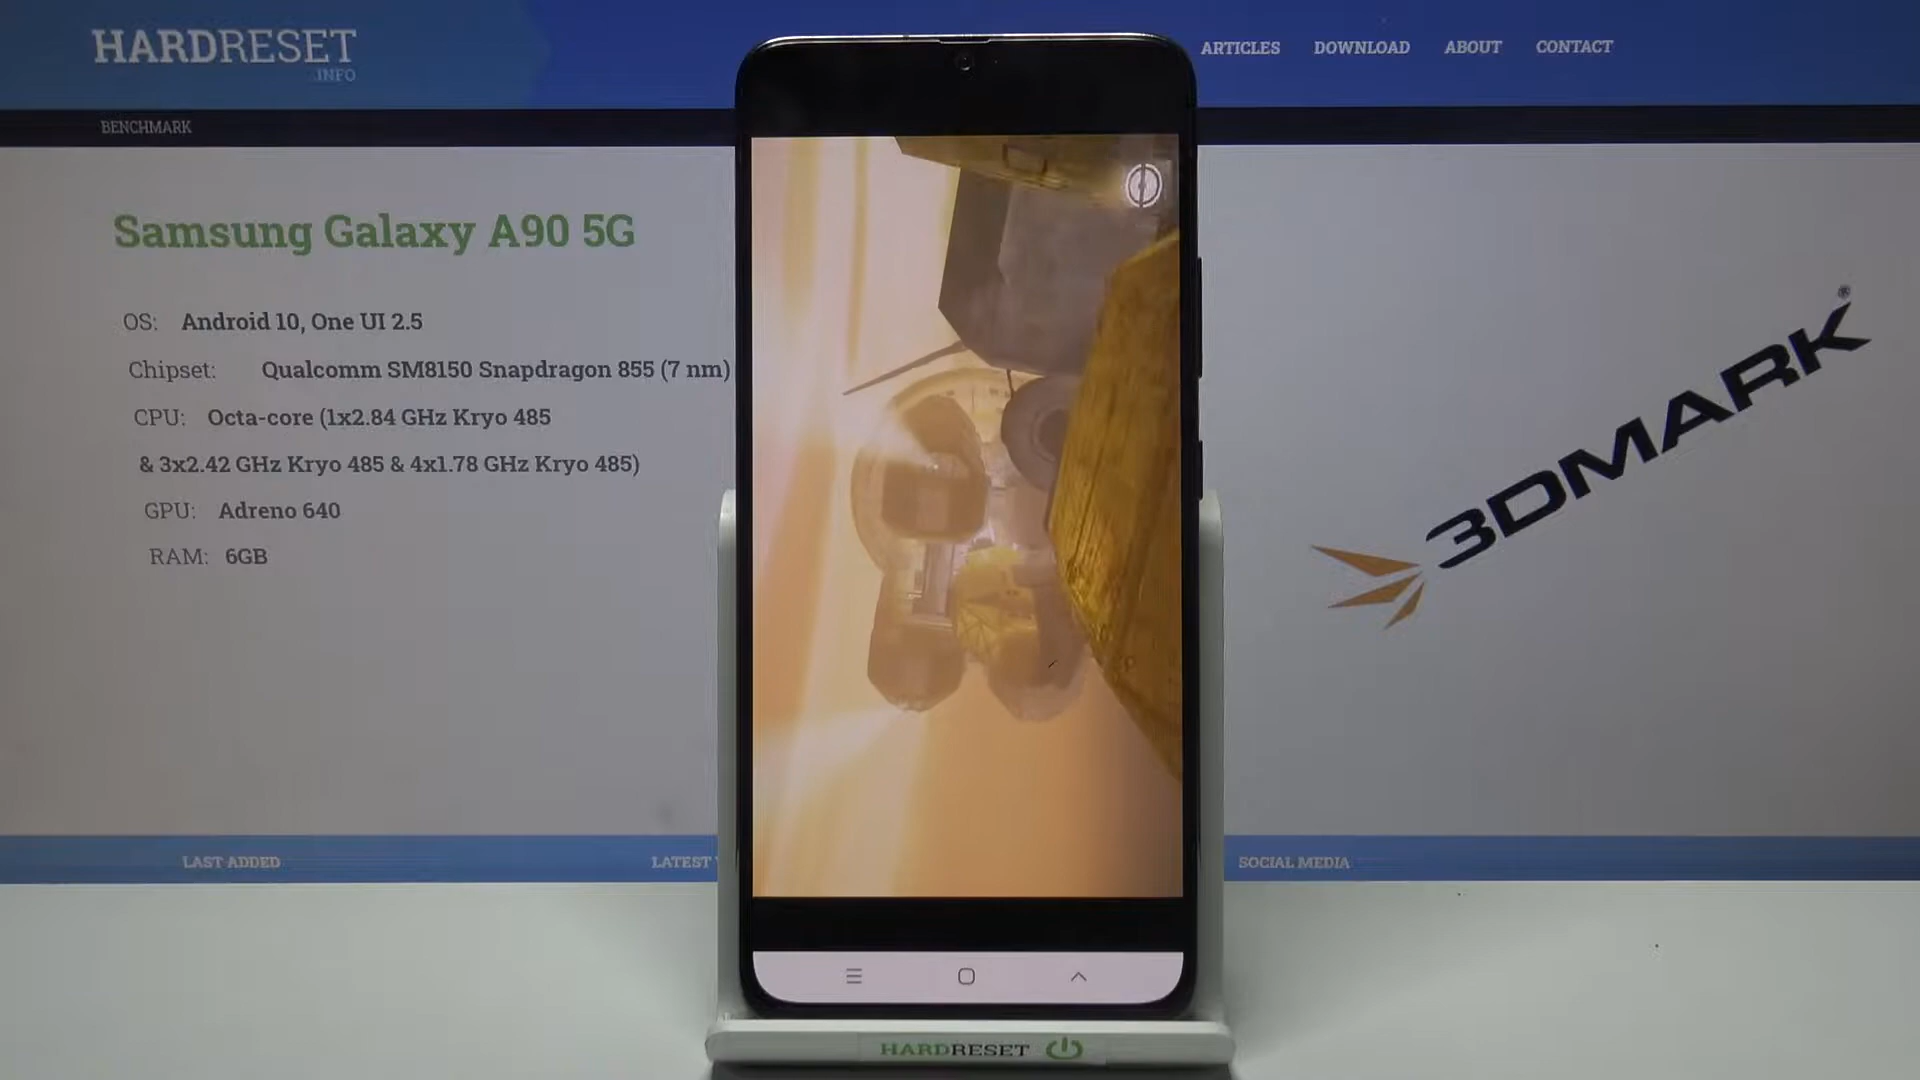 HARDRESET
.INFO
ARTICLES DOWNLOAD ABOUT CONTACT
BENCHMARK
Samsung Galaxy A90 5G
OS: Android 10, One UI 2.5
Chipset: Qualcomm SM8150 Snapdragon 855 (7 nm)
CPU: Octa-core (1x2.84 GHz Kryo 485
& 3x2.42 GHz Kryo 485 & 4x1.78 GHz Kryo 485)
GPU: Adreno 640
RAM: 6GB
3DMARK
LAST ADDED LATEST SOCIAL MEDIA
HARDRESET